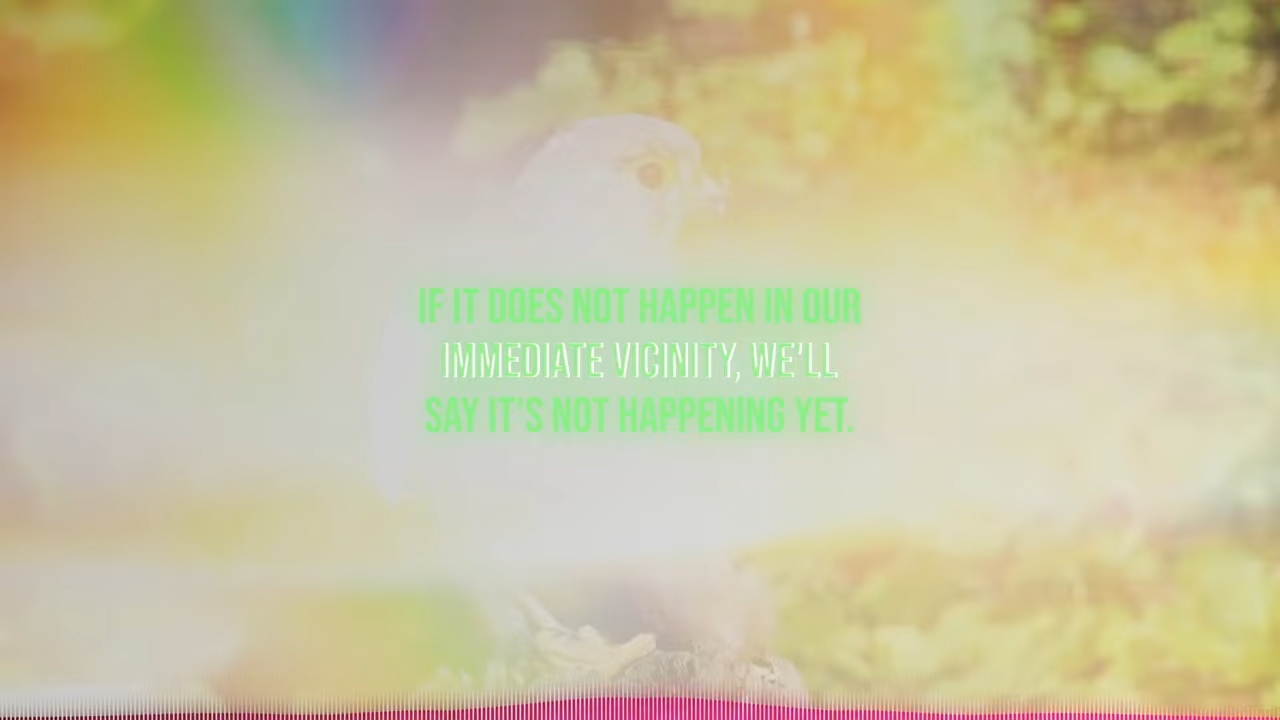 IF IT DOES NOT HAPPEN IN OUR
IMMEDIATE VICINITY, WE'LL
SAY IT'S NOT HAPPENING YET.